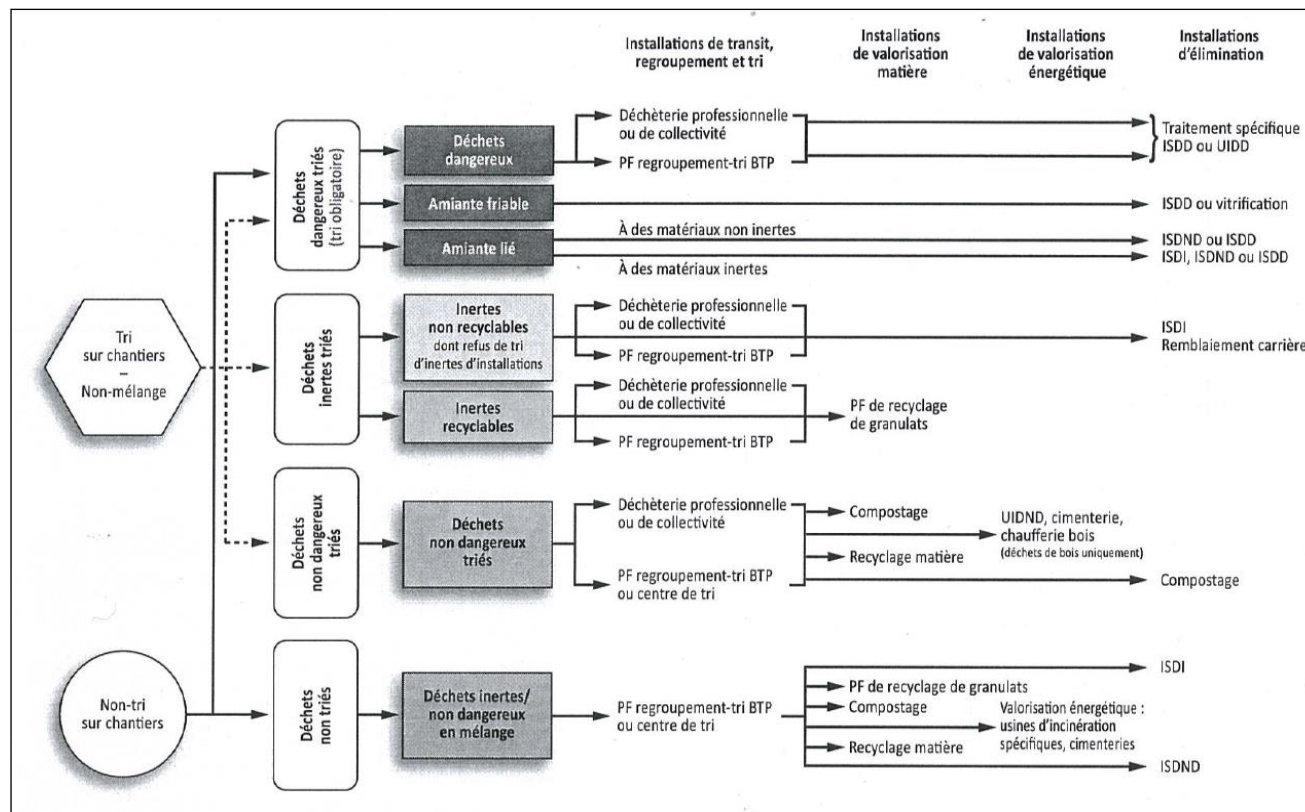 Installations de transit,
regroupement et tri
Installations
de valorisation
matière
Installations
de valorisation
énergétique
Installations
d'élimination
Tri
sur chantiers
–
Non-mélange
Non-tri
sur chantiers
Déchets
dangereux triés
(tri obligatoire)
Déchets
dangereux
Déchèterie professionnelle
ou de collectivité
PF regroupement-tri BTP
Traitement spécifique
ISDD ou UIDD
Amiante friable
ISDD ou vitrification
Amiante lié
À des matériaux non inertes
ISDND ou ISDD
À des matériaux inertes
ISDI, ISDND ou ISDD
Déchets
inertes triés
Inertes
non recyclables
dont refus de tri
d'inertes d'installations
Déchèterie professionnelle
ou de collectivité
PF regroupement-tri BTP
ISDI
Remblaiement carrière
Inertes
recyclables
Déchèterie professionnelle
ou de collectivité
PF regroupement-tri BTP
PF de recyclage
de granulats
Déchets
non dangereux
triés
Déchets
non dangereux
triés
Déchèterie professionnelle
ou de collectivité
PF regroupement-tri BTP
ou centre de tri
Compostage
Recyclage matière
UIDND, cimenterie,
chaufferie bois
(déchets de bois uniquement)
Compostage
Déchets
non triés
Déchets inertes/
non dangereux
en mélange
PF regroupement-tri BTP
ou centre de tri
ISDI
PF de recyclage de granulats
Compostage
Recyclage matière
Valorisation énergétique :
usines d'incinération
spécifiques, cimenteries
ISDND